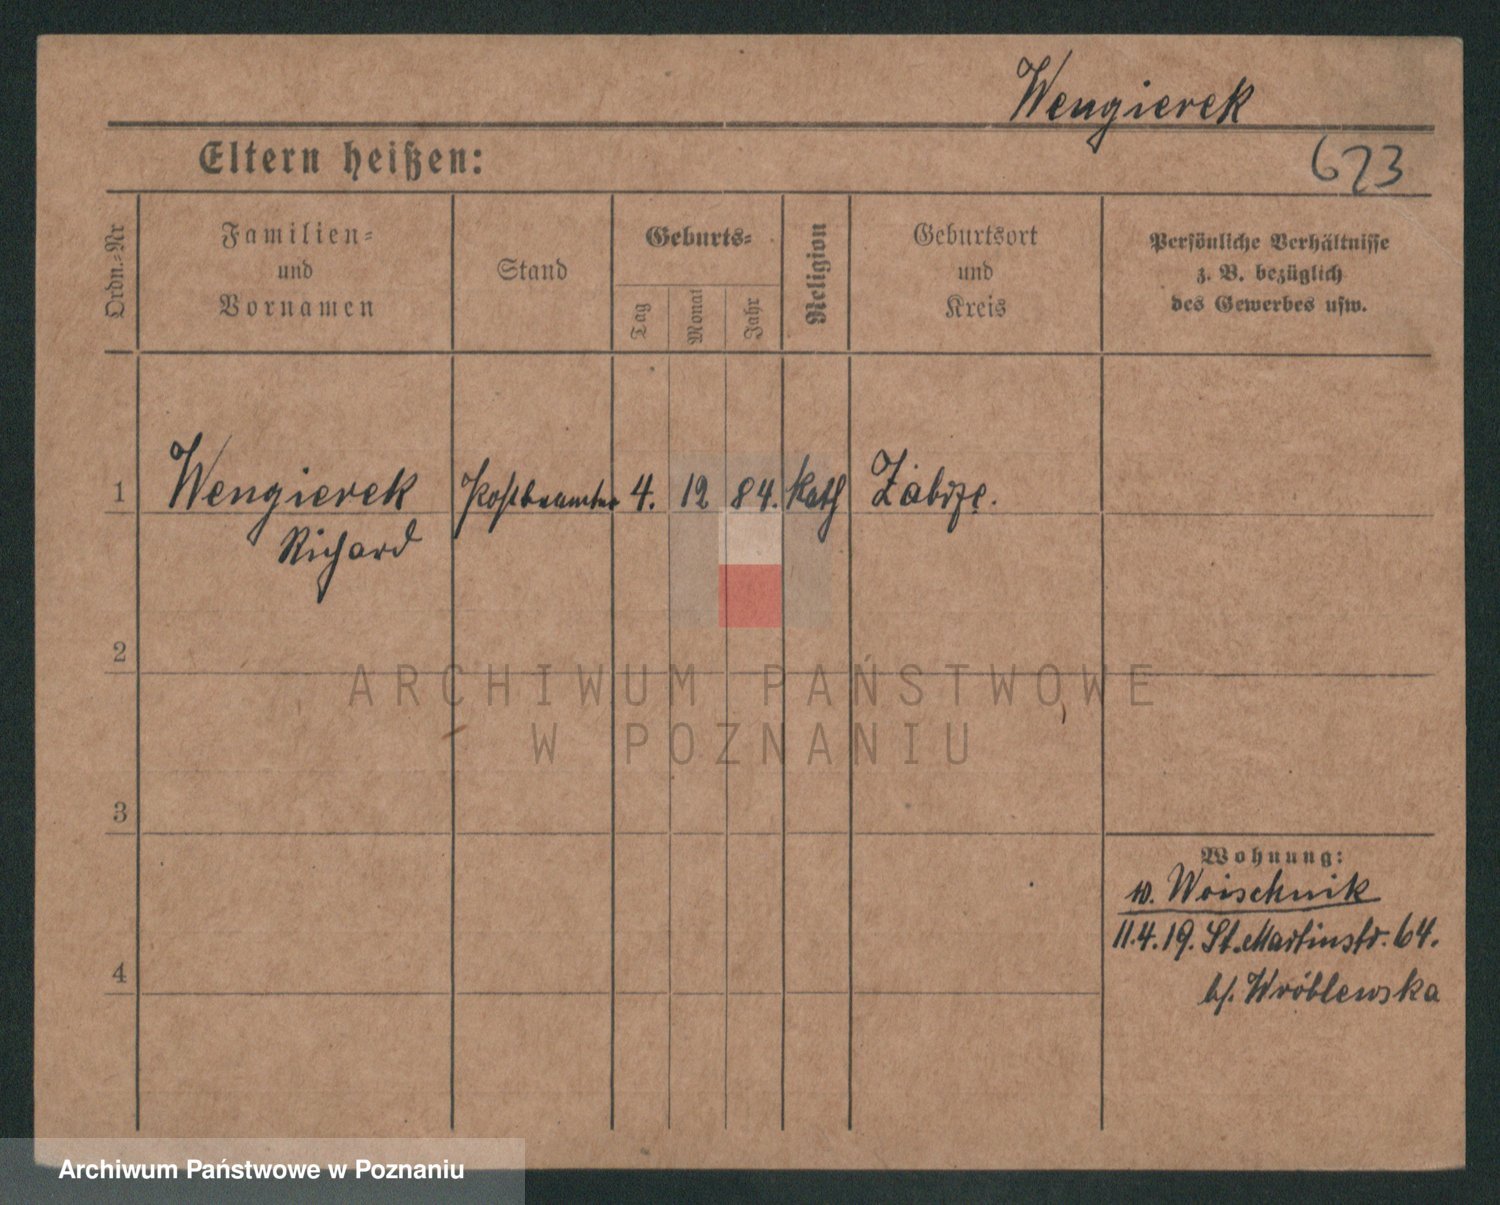 Wengierek
Eltern heißen:
623
Ordn.-Nr
Familien-
und
Vornamen
Stand
Geburts-
Tag
Monat
Jahr
Religion
Geburtsort
und
Kreis
Persönliche Verhältnisse
z. B. bezüglich
des Gewerbes usw.
1 Wengierek Postbeamter 4. 12 84. Kath Zabrze.
Richard
2
ARCHIWUM PAŃSTWOWE
W POZNANIU
3
Wohnung:
w. Woischnik
11.4.19. St. Martinstr. 64.
b/. Wróblewska
4
Archiwum Państwowe w Poznaniu